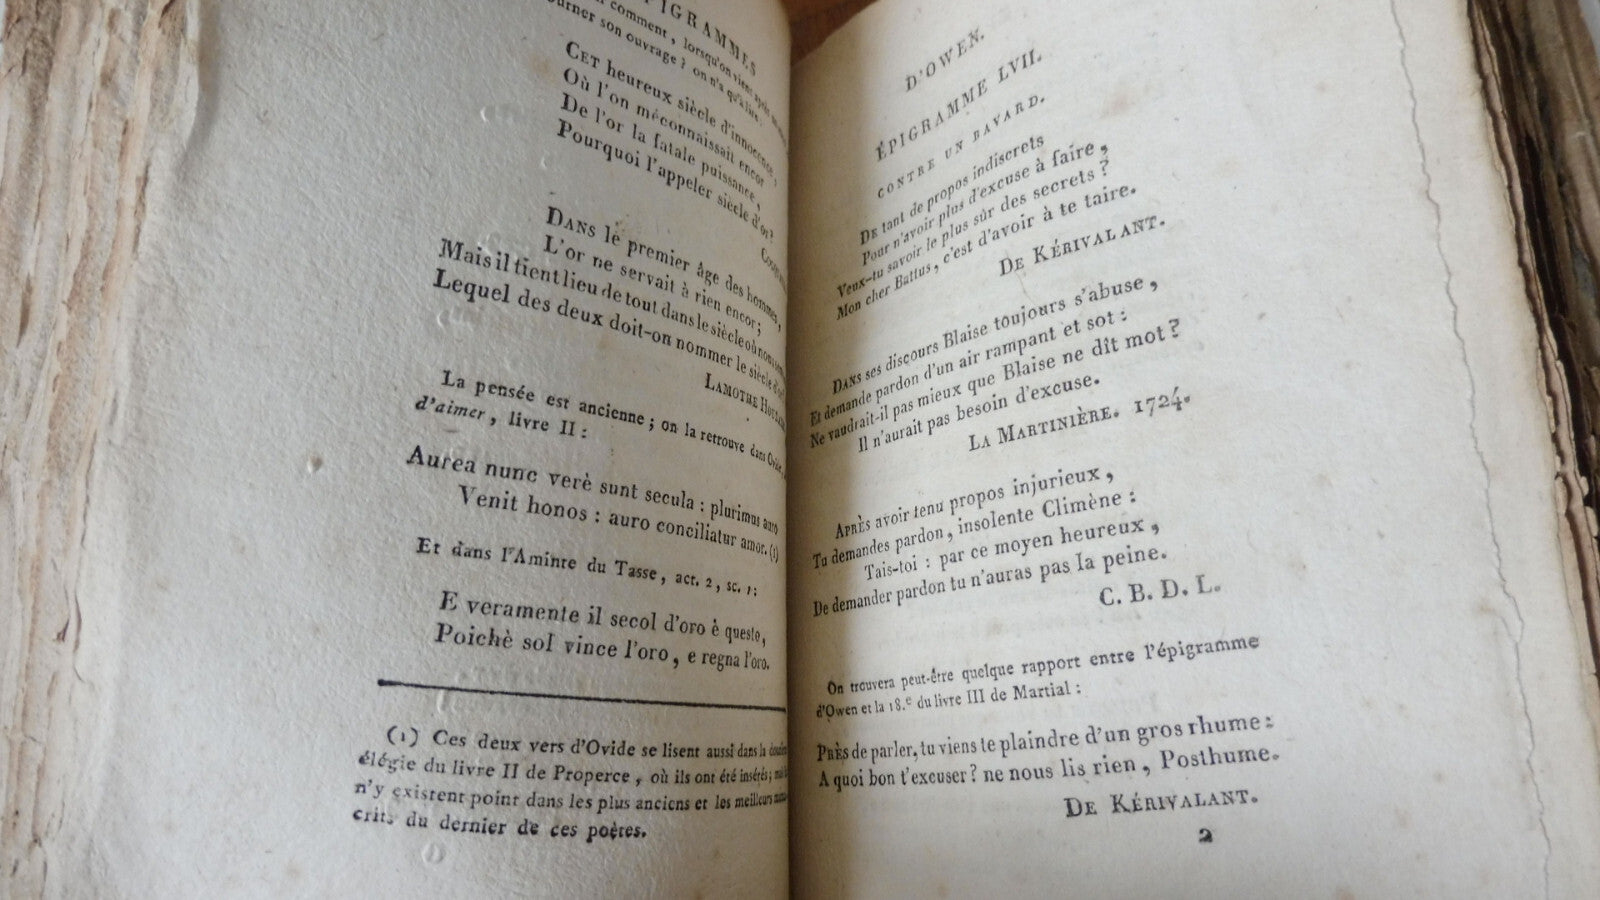 ÉPIGRAMMES
comment, lorsqu'on vient après
tourner son ouvrage? on n'a qu'à lire:
CET heureux siècle d'innocence,
Où l'on méconnaissait encor
De l'or la fatale puissance,
Pourquoi l'appeler siècle d'or?
DANS le premier âge des hommes,
L'or ne servait à rien encor;
Mais il tient lieu de tout dans le siècle où nous
Lequel des deux doit-on nommer le siècle d'or
LAMOTHE
La pensée est ancienne; on la retrouve dans Ovide,
d'aimer, livre II:
Aurea nunc verè sunt secula: plurimus auro
Venit honos: auro conciliatur amor. (1)
Et dans l'Aminte du Tasse, act. 2, sc. 1:
E veramente il secol d'oro è questo,
Poichè sol vince l'oro, e regna l'oro.
(1) Ces deux vers d'Ovide se lisent aussi dans la
élégie du livre II de Properce, où ils ont été insérés;
n'y existent point dans les plus anciens et les meilleurs
crits du dernier de ces poètes.
D'OWEN.
ÉPIGRAMME LVII.
CONTRE UN BAVARD.
DE tant de propos indiscrets
Pour n'avoir plus d'excuse à faire,
Veux-tu savoir le plus sûr des secrets?
Mon cher Battus, c'est d'avoir à te taire.
DE KÉRIVALANT.
DANS ses discours Blaise toujours s'abuse,
Et demande pardon d'un air rampant et sot:
Ne vaudrait-il pas mieux que Blaise ne dît mot?
Il n'aurait pas besoin d'excuse.
LA MARTINIÈRE. 1724.
APRÈS avoir tenu propos injurieux,
Tu demandes pardon, insolente Climène:
Tais-toi: par ce moyen heureux,
De demander pardon tu n'auras pas la peine.
C. B. D. L.
On trouvera peut-être quelque rapport entre l'épigramme
d'Owen et la 18.e du livre III de Martial:
PRÈS de parler, tu viens te plaindre d'un gros rhume:
A quoi bon t'excuser? ne nous lis rien, Posthume.
DE KÉRIVALANT.
2